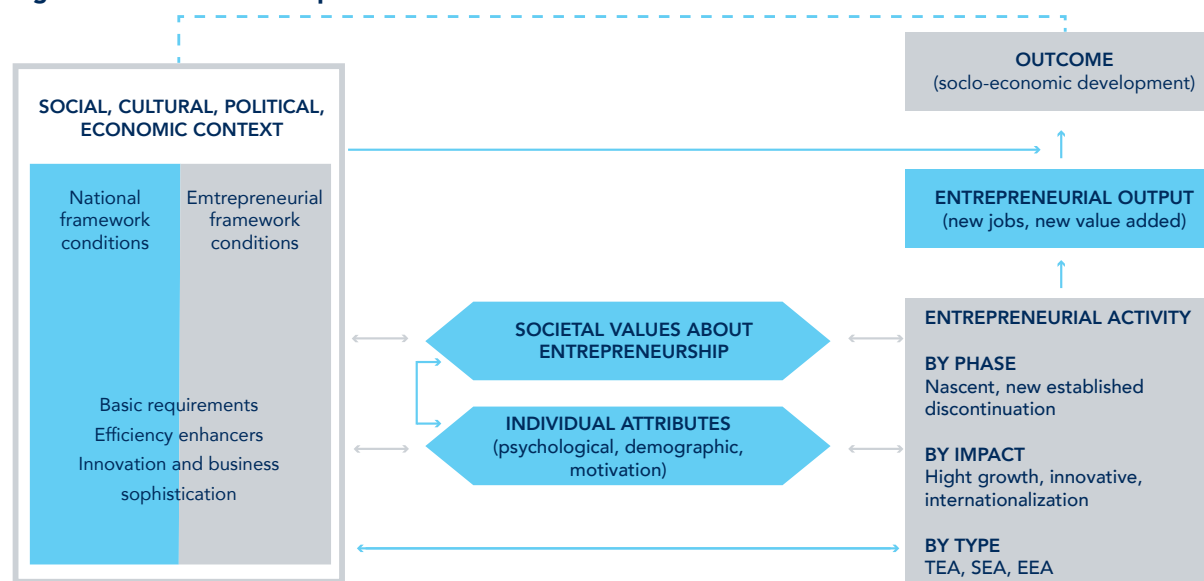 OUTCOME
(soclo-economic development)
SOCIAL, CULTURAL, POLITICAL,
ECONOMIC CONTEXT
National
framework
conditions
Emtrepreneurial
framework
conditions
ENTREPRENEURIAL OUTPUT
(new jobs, new value added)
SOCIETAL VALUES ABOUT
ENTREPRENEURSHIP
Basic requirements
Efficiency enhancers
Innovation and business
sophistication
INDIVIDUAL ATTRIBUTES
(psychological, demographic,
motivation)
ENTREPRENEURIAL ACTIVITY
BY PHASE
Nascent, new established
discontinuation
BY IMPACT
Hight growth, innovative,
internationalization
BY TYPE
TEA, SEA, EEA